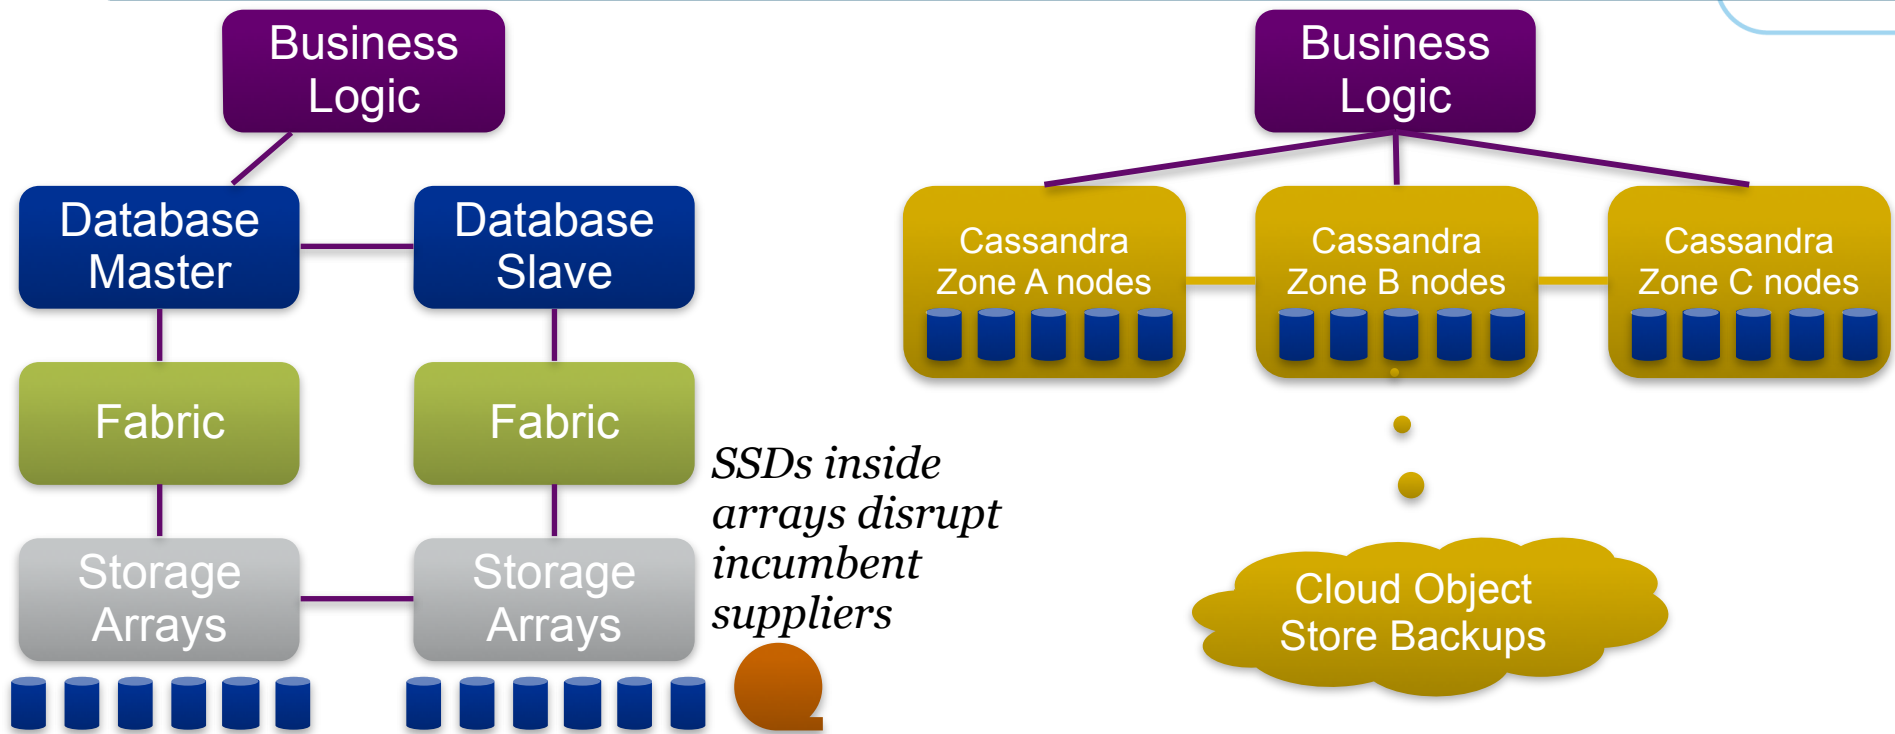 Business
Logic
Database
Master
Database
Slave
Fabric
Fabric
Storage
Arrays
Storage
Arrays
SSDs inside
arrays disrupt
incumbent
suppliers
Business
Logic
Cassandra
Zone A nodes
Cassandra
Zone B nodes
Cassandra
Zone C nodes
Cloud Object
Store Backups